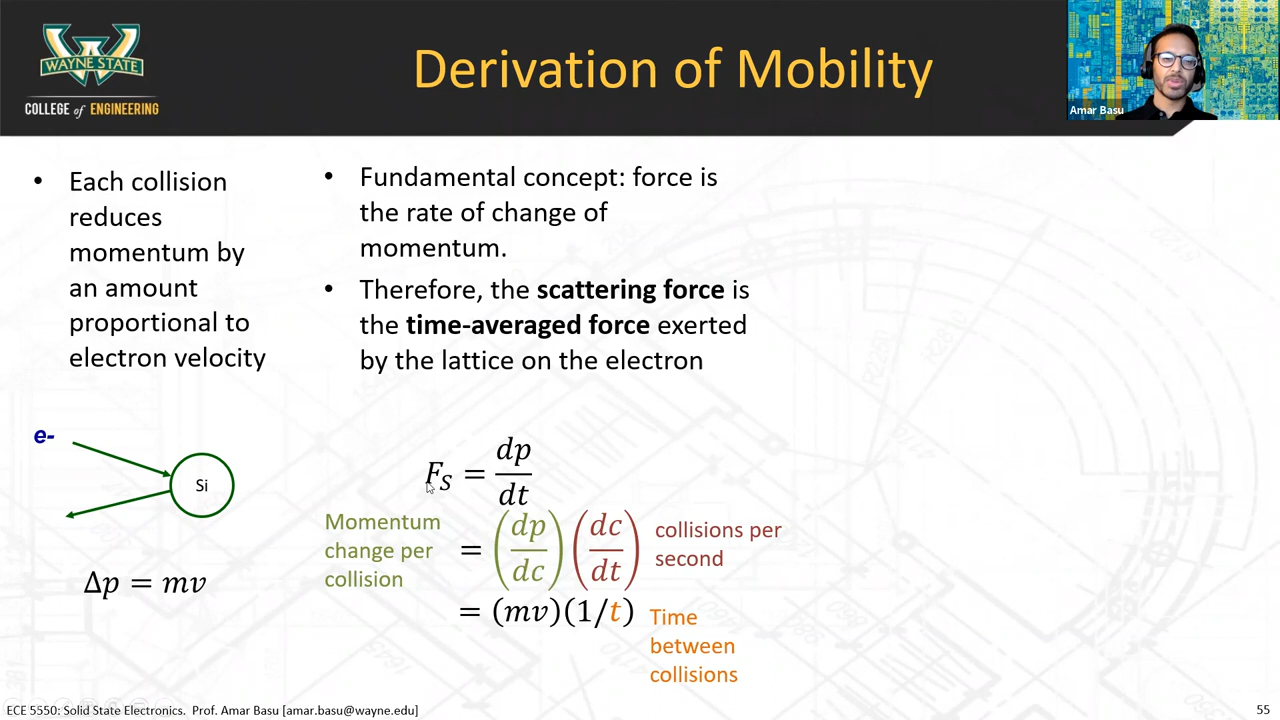 WAYNE STATE
COLLEGE of ENGINEERING
Derivation of Mobility
Amar Basu
• Each collision
reduces
momentum by
an amount
proportional to
electron velocity
e-
Si
Δp = mv
• Fundamental concept: force is
the rate of change of
momentum.
• Therefore, the scattering force is
the time-averaged force exerted
by the lattice on the electron
F_S = dp/dt
Momentum
change per
collision
= (dp/dc)(dc/dt)
collisions per
second
= (mv)(1/t)
Time
between
collisions
ECE 5550: Solid State Electronics. Prof. Amar Basu [amar.basu@wayne.edu]
55